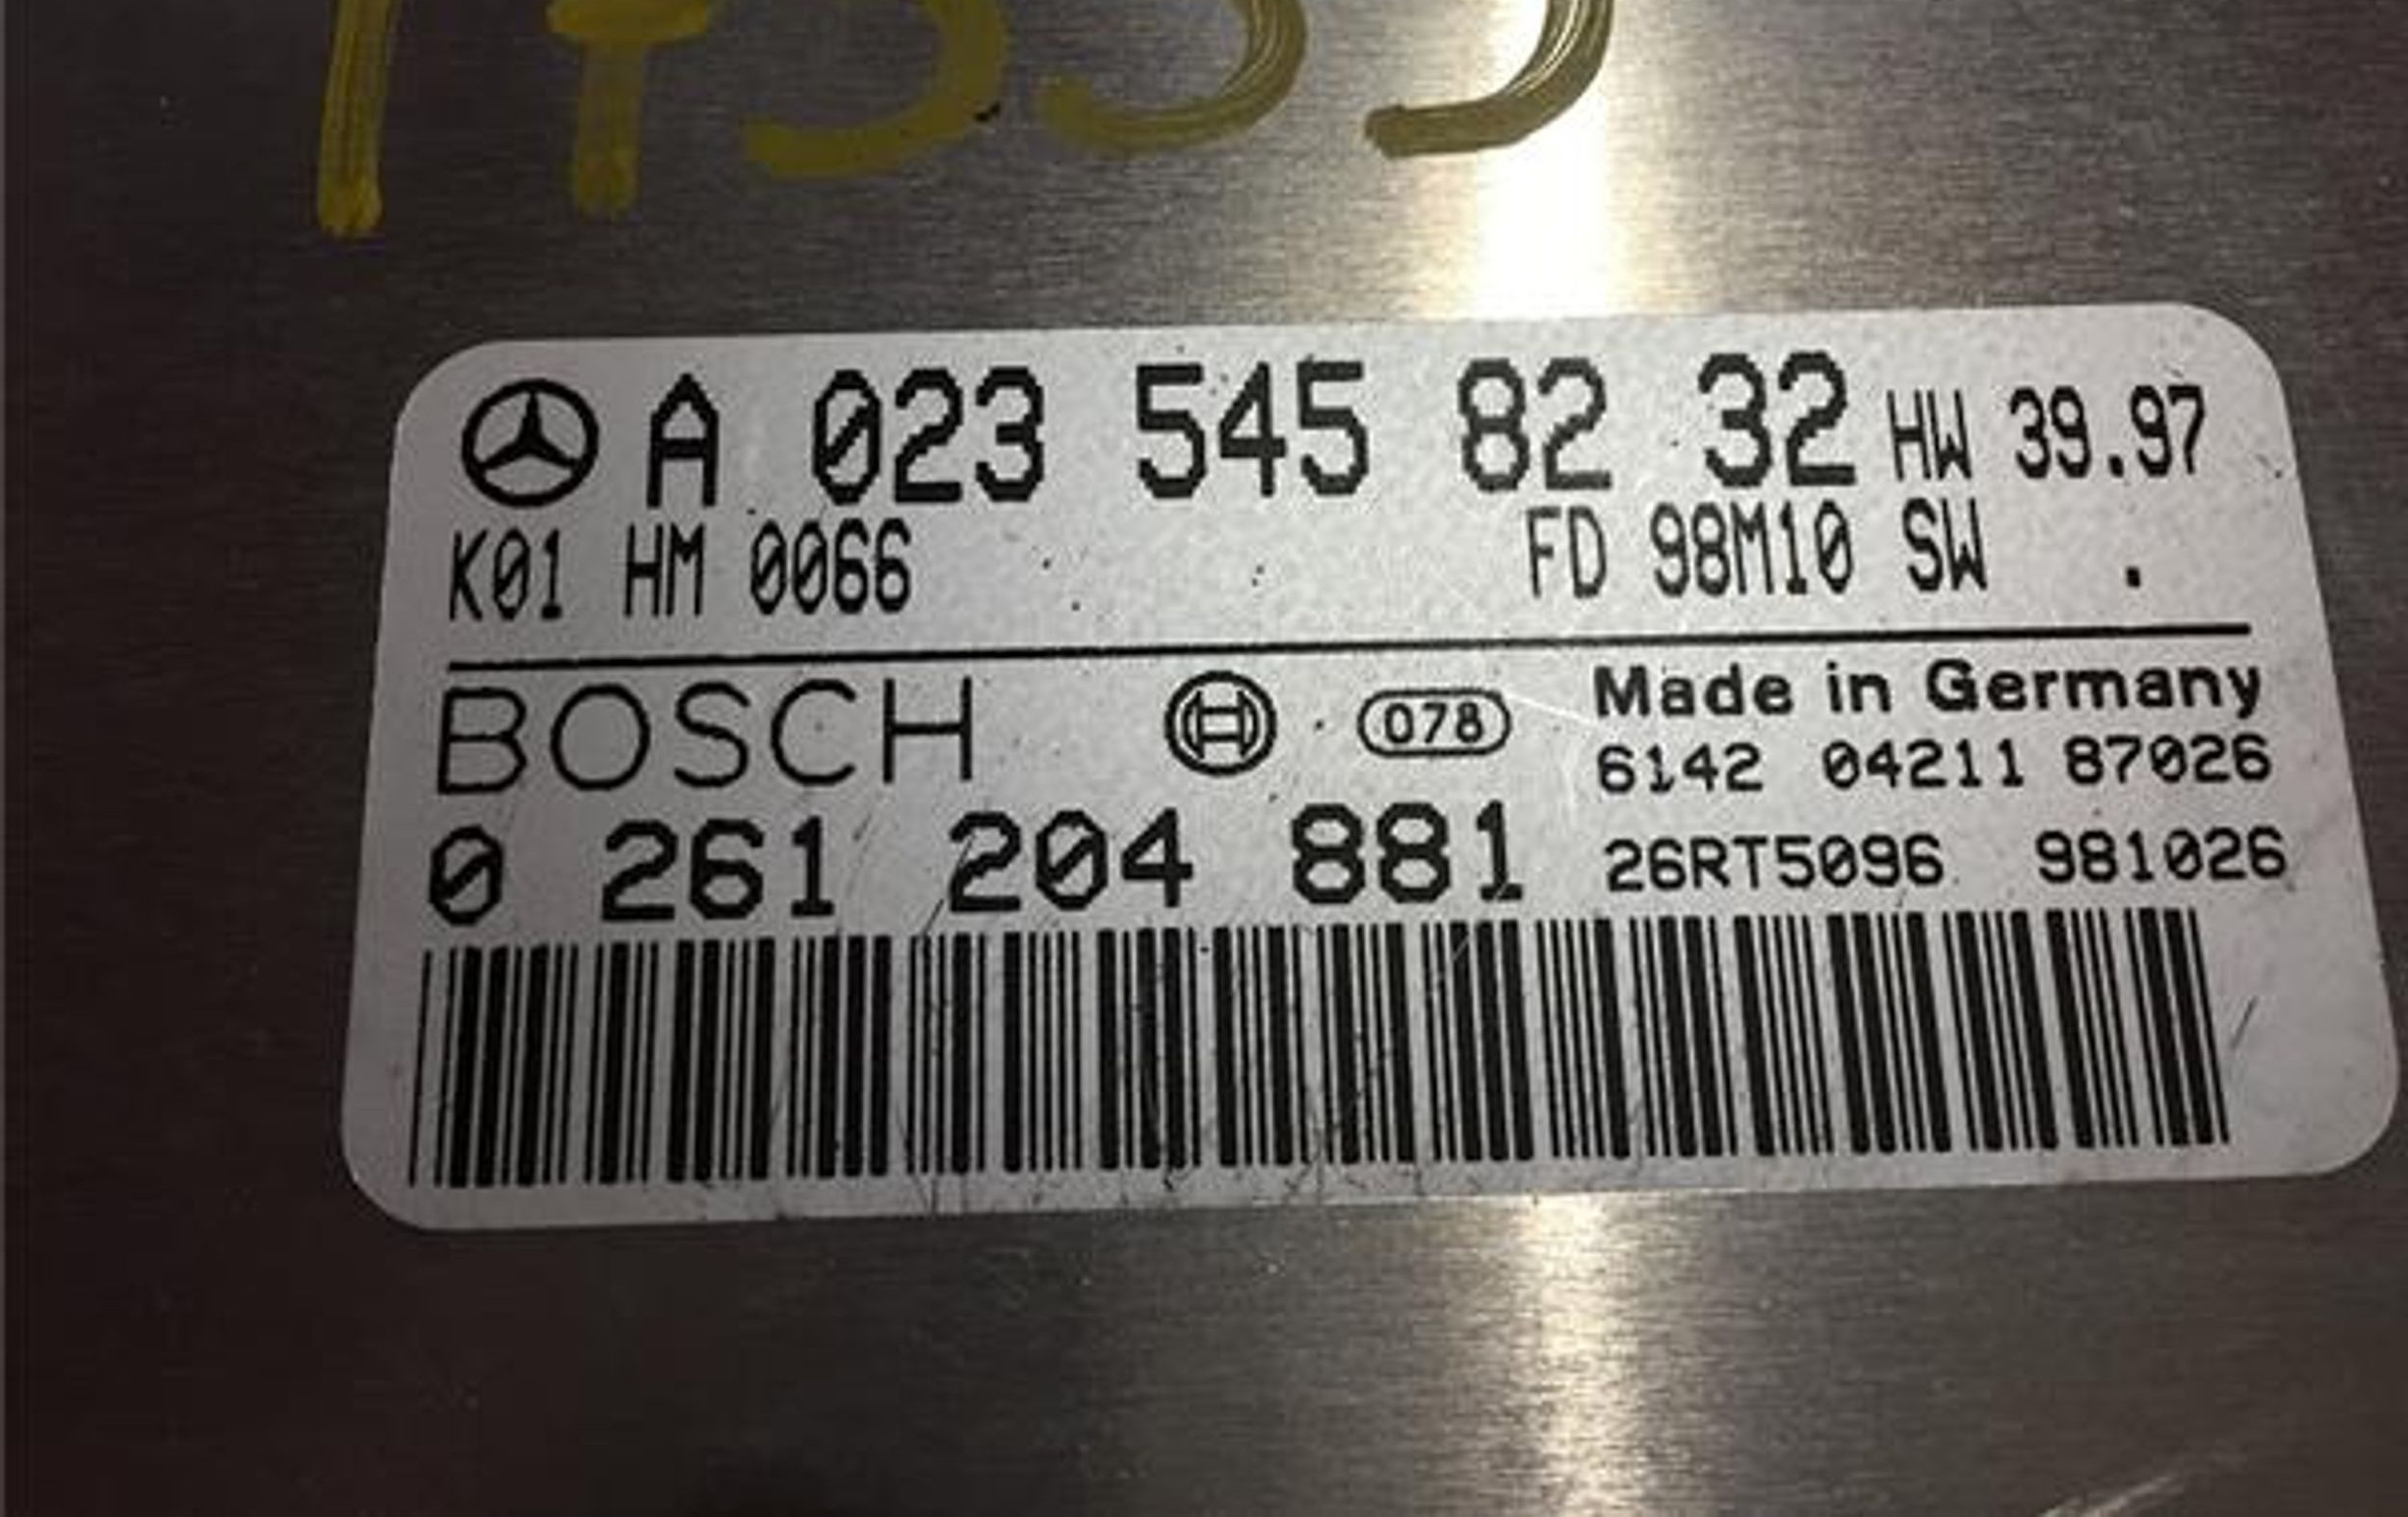 A 023 545 82 32 HW 39.97
K01 HM 0066 FD 98M10 SW .
BOSCH 078 Made in Germany
6142 04211 87026
0 261 204 881 26RT5096 981026